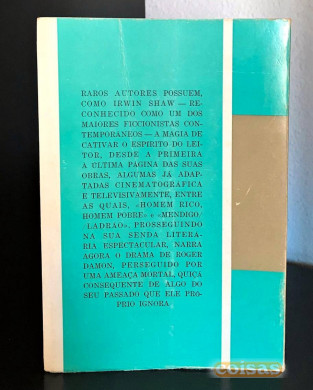 RAROS AUTORES POSSUEM,
COMO IRWIN SHAW — RE-
CONHECIDO COMO UM DOS
MAIORES FICCIONISTAS CON-
TEMPORÂNEOS — A MAGIA DE
CATIVAR O ESPÍRITO DO LEI-
TOR, DESDE A PRIMEIRA
À ÚLTIMA PÁGINA DAS SUAS
OBRAS, ALGUMAS JÁ ADAP-
TADAS CINEMATOGRÁFICA
E TELEVISIVAMENTE, ENTRE
AS QUAIS, «HOMEM RICO,
HOMEM POBRE» e «MENDIGO,
LADRÃO». PROSSEGUINDO
NA SUA SENDA LITERÁ-
RIA ESPECTACULAR, NARRA
AGORA O DRAMA DE ROGER
DAMON, PERSEGUIDO POR
UMA AMEAÇA MORTAL, QUIÇÁ
CONSEQUENTE DE ALGO DO
SEU PASSADO QUE ELE PRÓ-
PRIO IGNORA.
coisas